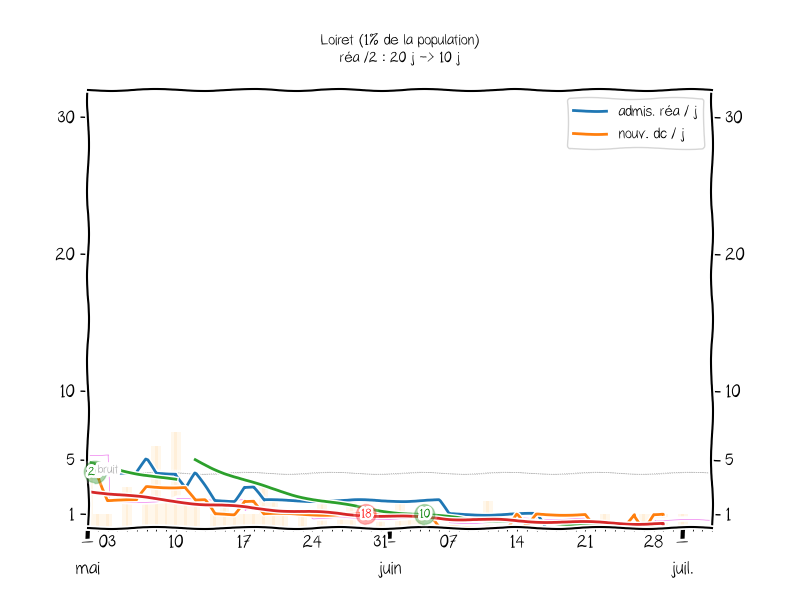 Loiret (1% de la population)
réa /2 : 20 j -> 10 j
admis. réa / j
nouv. dc / j
30 30
20 20
10 10
5 5
1 1
2 bruit
18 10
03 10 17 24 31 07 14 21 28
mai juin juil.